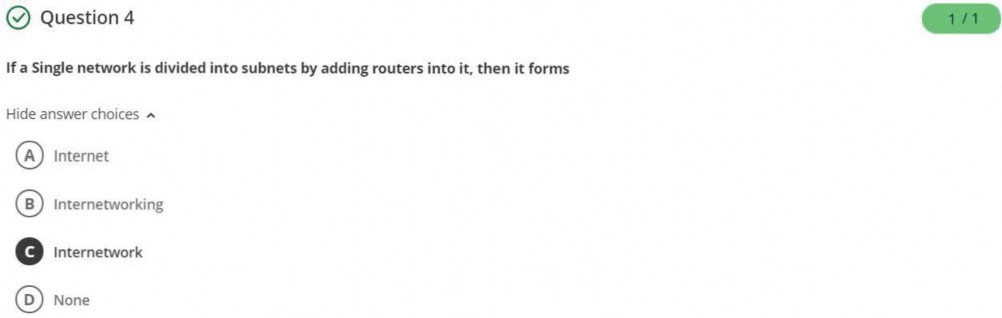 Question 4
1 / 1
If a Single network is divided into subnets by adding routers into it, then it forms
Hide answer choices
A Internet
B Internetworking
C Internetwork
D None